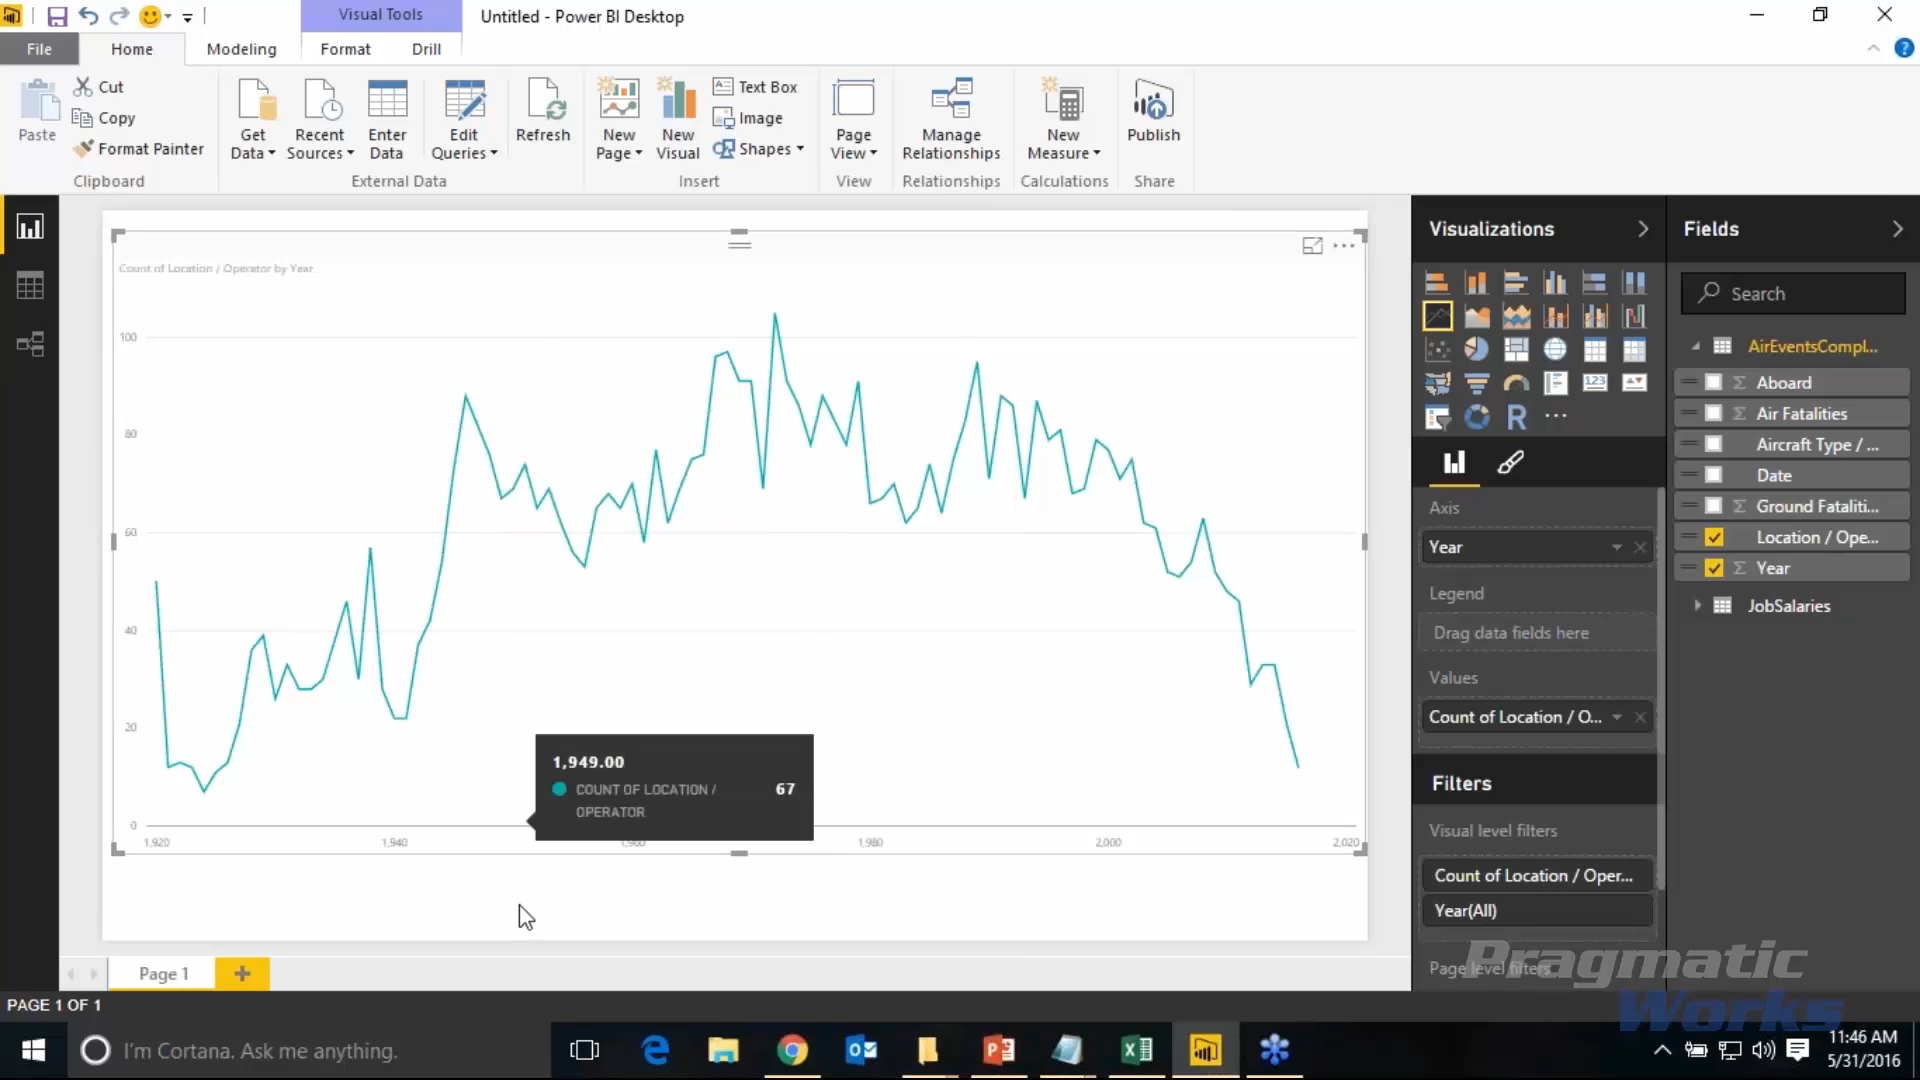 Visual Tools
Untitled - Power BI Desktop
File
Home
Modeling
Format
Drill
Paste
Cut
Copy
Format Painter
Clipboard
Get Data
Recent Sources
Enter Data
Edit Queries
External Data
Refresh
New Page
New Visual
Text Box
Image
Shapes
Insert
Page View
View
Manage Relationships
Relationships
New Measure
Calculations
Publish
Share
Count of Location / Operator by Year
100
80
60
40
20
0
1,920
1,940
1,960
1,980
2,000
2,020
1,949.00
COUNT OF LOCATION /
OPERATOR
67
Visualizations
123
R
Axis
Year
Legend
Drag data fields here
Values
Count of Location / O...
Filters
Visual level filters
Count of Location / Oper...
Year(All)
Page level filters
Fields
Search
AirEventsCompl...
Aboard
Air Fatalities
Aircraft Type / ...
Date
Ground Fataliti...
Location / Ope...
Year
JobSalaries
Page 1
PAGE 1 OF 1
Pragmatic
Works
I'm Cortana. Ask me anything.
11:46 AM
5/31/2016